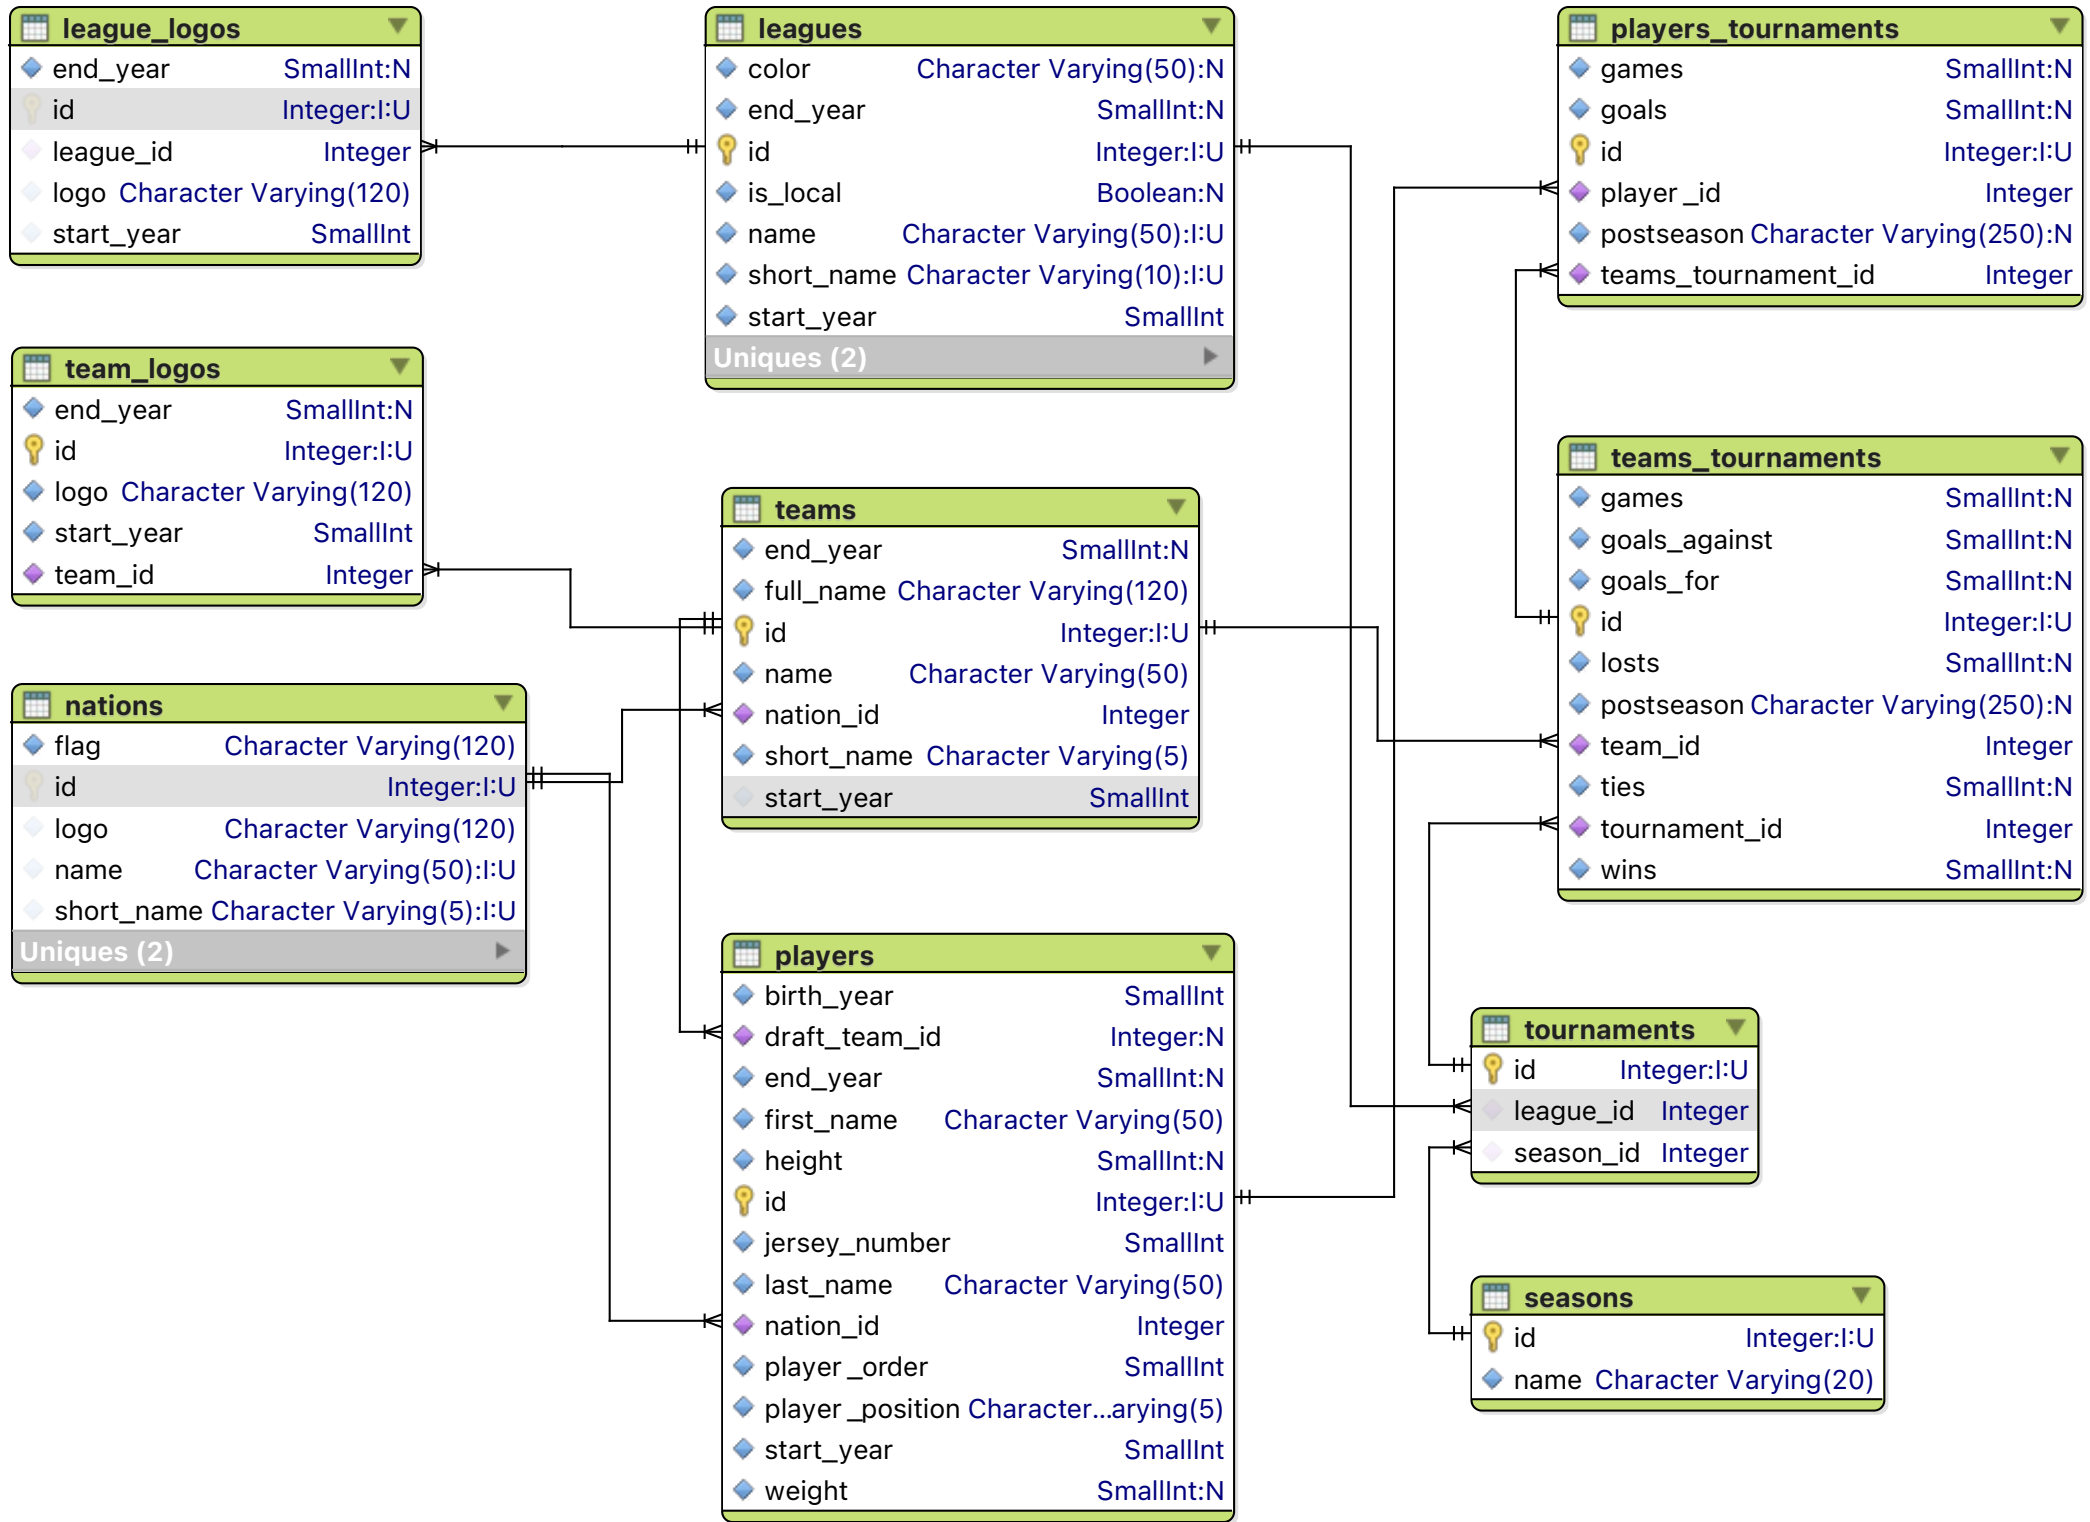 league_logos
end_year SmallInt:N
id Integer:I:U
league_id Integer
logo Character Varying(120)
start_year SmallInt
leagues
color Character Varying(50):N
end_year SmallInt:N
id Integer:I:U
is_local Boolean:N
name Character Varying(50):I:U
short_name Character Varying(10):I:U
start_year SmallInt
Uniques (2)
players_tournaments
games SmallInt:N
goals SmallInt:N
id Integer:I:U
player_id Integer
postseason Character Varying(250):N
teams_tournament_id Integer
team_logos
end_year SmallInt:N
id Integer:I:U
logo Character Varying(120)
start_year SmallInt
team_id Integer
teams
end_year SmallInt:N
full_name Character Varying(120)
id Integer:I:U
name Character Varying(50)
nation_id Integer
short_name Character Varying(5)
start_year SmallInt
teams_tournaments
games SmallInt:N
goals_against SmallInt:N
goals_for SmallInt:N
id Integer:I:U
losts SmallInt:N
postseason Character Varying(250):N
team_id Integer
ties SmallInt:N
tournament_id Integer
wins SmallInt:N
nations
flag Character Varying(120)
id Integer:I:U
logo Character Varying(120)
name Character Varying(50):I:U
short_name Character Varying(5):I:U
Uniques (2)
players
birth_year SmallInt
draft_team_id Integer:N
end_year SmallInt:N
first_name Character Varying(50)
height SmallInt:N
id Integer:I:U
jersey_number SmallInt
last_name Character Varying(50)
nation_id Integer
player_order SmallInt
player_position Character...arying(5)
start_year SmallInt
weight SmallInt:N
tournaments
id Integer:I:U
league_id Integer
season_id Integer
seasons
id Integer:I:U
name Character Varying(20)